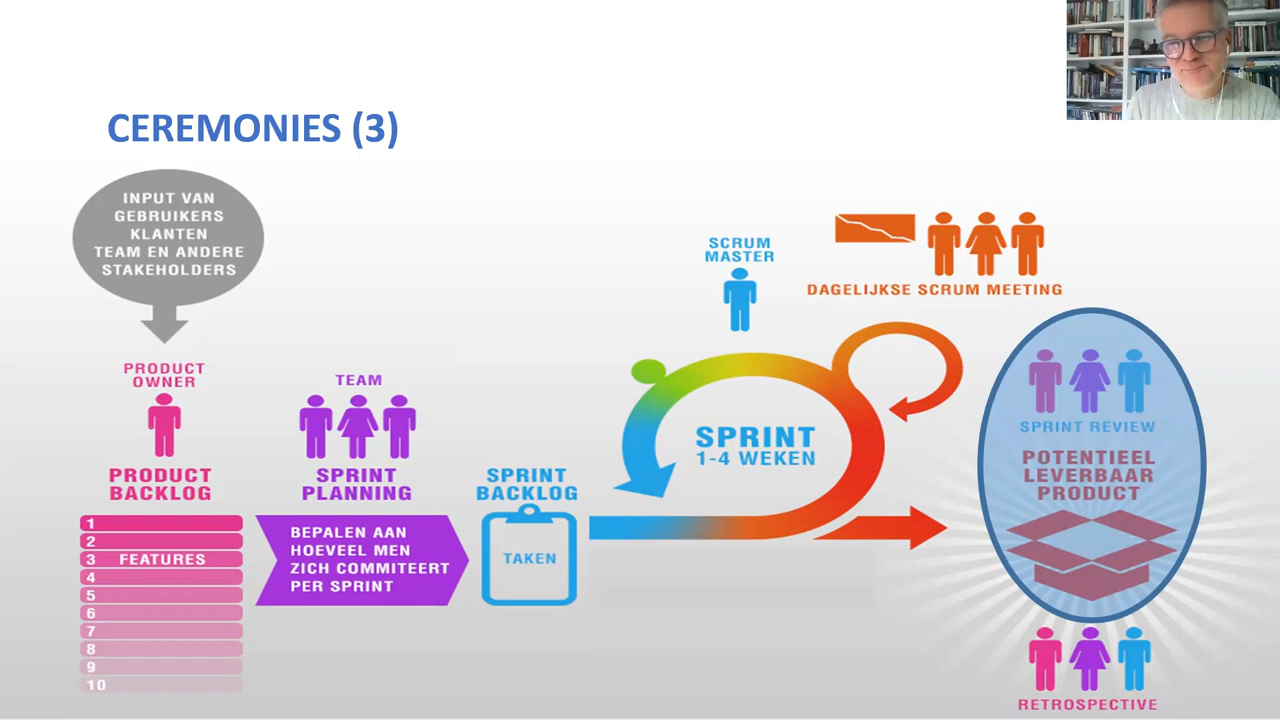 CEREMONIES (3)
INPUT VAN
GEBRUIKERS
KLANTEN
TEAM EN ANDERE
STAKEHOLDERS
PRODUCT
OWNER
PRODUCT
BACKLOG
1
2
3 FEATURES
4
5
6
7
8
9
10
TEAM
SPRINT
PLANNING
BEPALEN AAN
HOEVEEL MEN
ZICH COMMITEERT
PER SPRINT
SPRINT
BACKLOG
TAKEN
SCRUM
MASTER
SPRINT
1-4 WEKEN
DAGELIJKSE SCRUM MEETING
SPRINT REVIEW
POTENTIEEL
LEVERBAAR
PRODUCT
RETROSPECTIVE